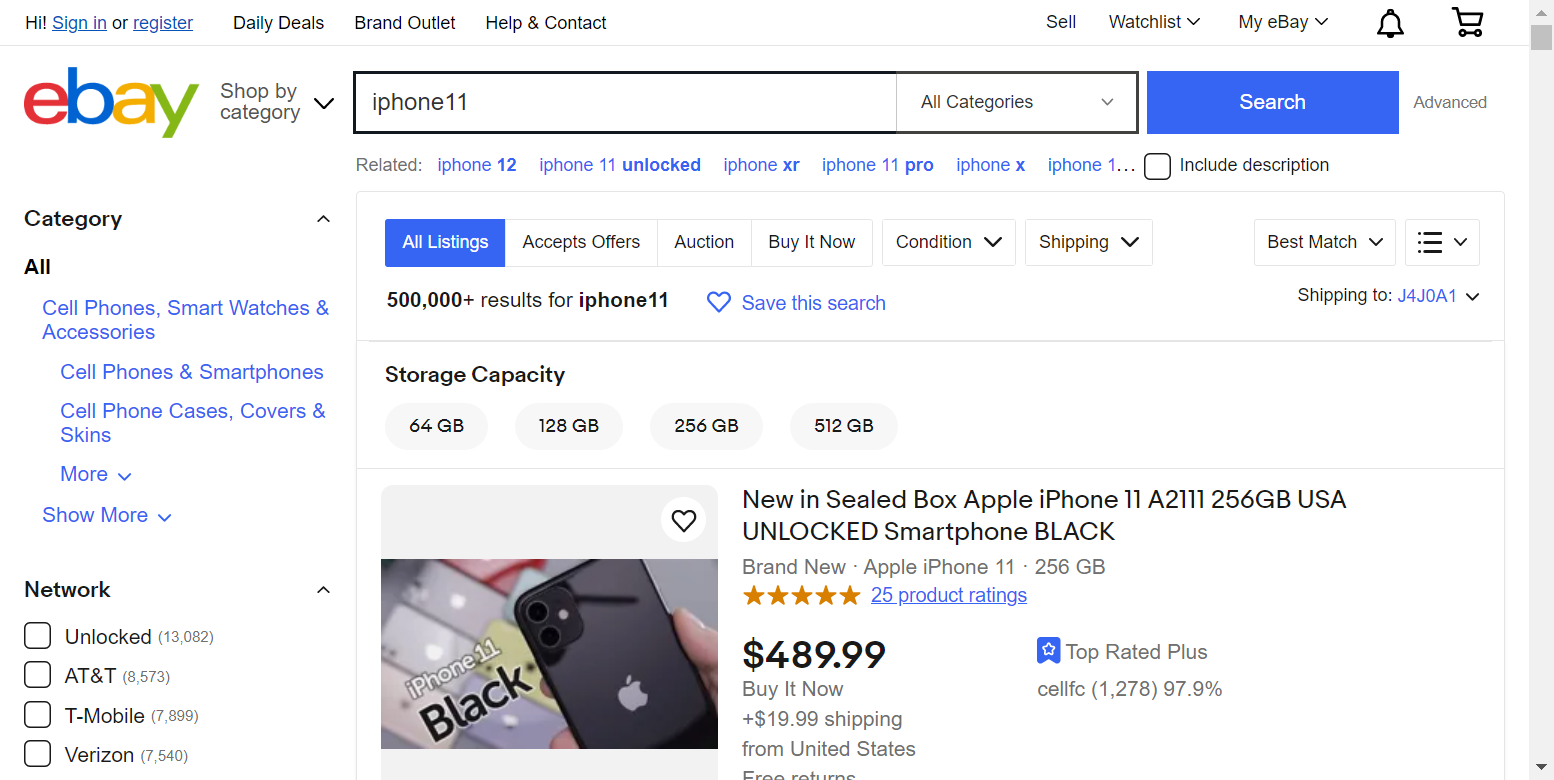 Hi! Sign in or register Daily Deals Brand Outlet Help & Contact Sell Watchlist My eBay
ebay
Shop by
category
iphone11 All Categories Search Advanced
Related: iphone 12 iphone 11 unlocked iphone xr iphone 11 pro iphone x iphone 1... Include description
Category
All
Cell Phones, Smart Watches &
Accessories
Cell Phones & Smartphones
Cell Phone Cases, Covers &
Skins
More
Show More
Network
Unlocked (13,082)
AT&T (8,573)
T-Mobile (7,899)
Verizon (7,540)
All Listings Accepts Offers Auction Buy It Now Condition Shipping Best Match
500,000+ results for iphone11 Save this search Shipping to: J4J0A1
Storage Capacity
64 GB 128 GB 256 GB 512 GB
iPhone11
Black
New in Sealed Box Apple iPhone 11 A2111 256GB USA
UNLOCKED Smartphone BLACK
Brand New · Apple iPhone 11 · 256 GB
25 product ratings
$489.99
Buy It Now
+$19.99 shipping
from United States
Free returns
Top Rated Plus
cellfc (1,278) 97.9%